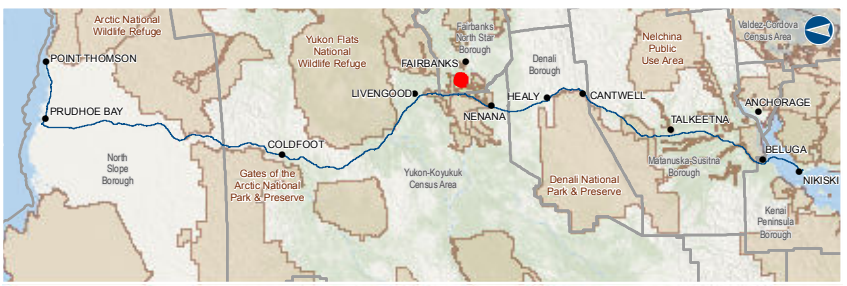 Arctic National
Wildlife Refuge
POINT THOMSON
PRUDHOE BAY
North
Slope
Borough
COLDFOOT
Gates of the
Arctic National
Park & Preserve
Yukon Flats
National
Wildlife Refuge
LIVENGOOD
Yukon-Koyukuk
Census Area
Fairbanks
North Star
Borough
FAIRBANKS
NENANA
Denali
Borough
HEALY
CANTWELL
Denali National
Park & Preserve
Nelchina
Public
Use Area
TALKEETNA
Matanuska-Susitna
Borough
Valdez-Cordova
Census Area
ANCHORAGE
BELUGA
NIKISKI
Kenai
Peninsula
Borough